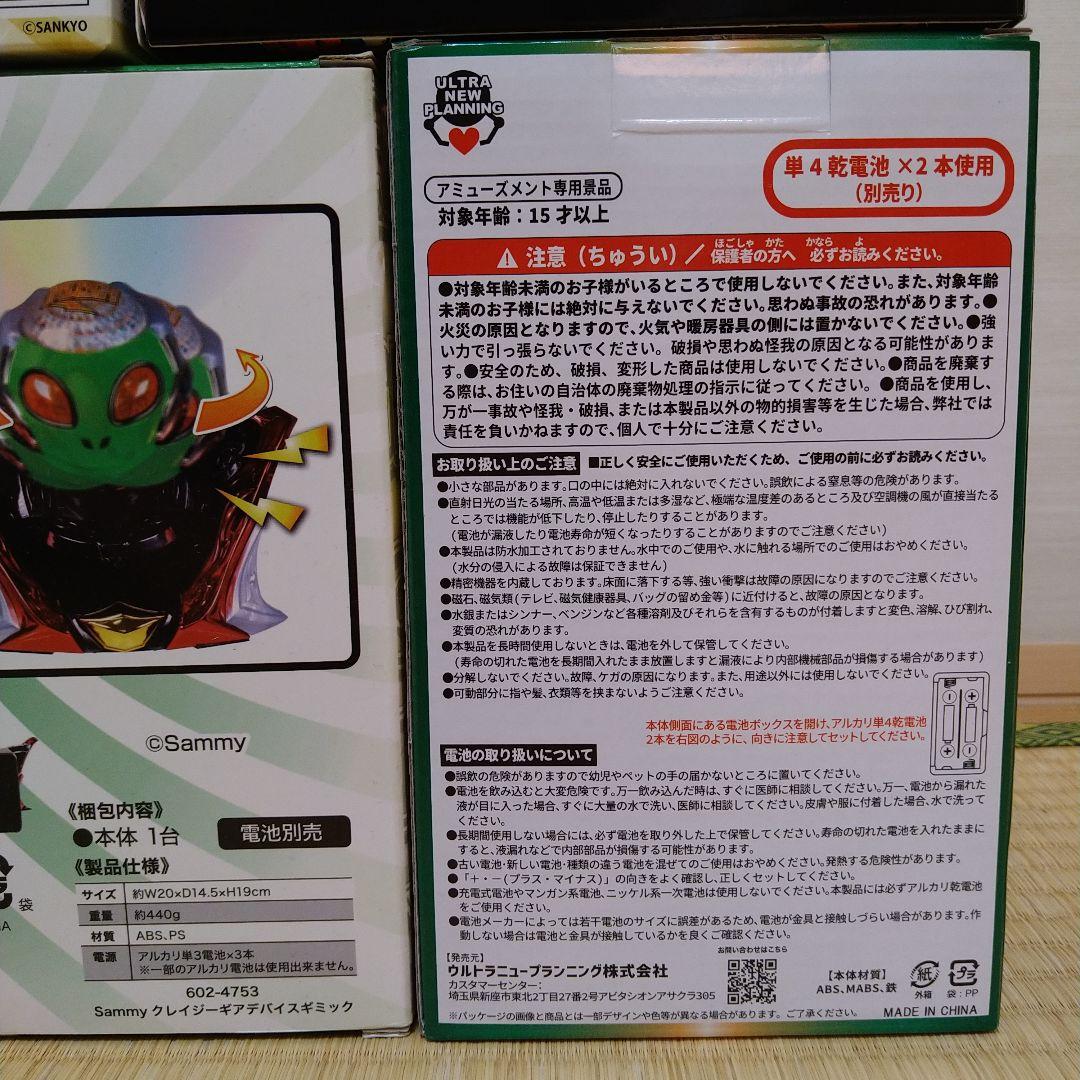 ©SANKYO
©Sammy
《梱包内容》
●本体 1台
電池別売
《製品仕様》
サイズ 約W20×D14.5×H19cm
重量 約440g
材質 ABS、PS
電源 アルカリ単3電池×3本
※一部のアルカリ電池は使用出来ません。
袋
602-4753
Sammy クレイジーギアデバイスギミック
ULTRA
NEW
PLANNING
アミューズメント専用景品
対象年齢：15才以上
単4乾電池×2本使用
（別売り）
注意（ちゅうい）／保護者の方へ 必ずお読みください。
ほごしゃ かた かなら よ
●対象年齢未満のお子様がいるところで使用しないでください。また、対象年齢
未満のお子様には絶対に与えないでください。思わぬ事故の恐れがあります。●
火災の原因となりますので、火気や暖房器具の側には置かないでください。●強
い力で引っ張らないでください。破損や思わぬ怪我の原因となる可能性がありま
す。●安全のため、破損、変形した商品は使用しないでください。●商品を廃棄す
る際は、お住いの自治体の廃棄物処理の指示に従ってください。●商品を使用し、
万が一事故や怪我・破損、または本製品以外の物的損害等を生じた場合、弊社では
責任を負いかねますので、個人で十分にご注意ください。
お取り扱い上のご注意 ■正しく安全にご使用いただくため、ご使用の前に必ずお読みください。
●小さな部品があります。口の中には絶対に入れないでください。誤飲による窒息等の危険があります。
●直射日光の当たる場所、高温や低温または多湿など、極端な温度差のあるところ及び空調機の風が直接当たる
ところでは機能が低下したり、停止したりすることがあります。
（電池が漏液したり電池寿命が短くなったりすることがありますのでご注意ください）
●本製品は防水加工されておりません。水中でのご使用や、水に触れる場所でのご使用はおやめください。
（水分の侵入による故障は保証できません）
●精密機器を内蔵しております。床面に落下する等、強い衝撃は故障の原因になりますのでご注意ください。
●磁石、磁気類（テレビ、磁気健康器具、バッグの留め金等）に近付けると、故障の原因となります。
●水銀またはシンナー、ベンジンなど各種溶剤及びそれらを含有するものが付着しますと変色、溶解、ひび割れ、
変質の恐れがあります。
●本製品を長時間使用しないときは、電池を外して保管してください。
（寿命の切れた電池を長期間入れたまま放置しますと漏液により内部機械部品が損傷する場合があります）
●分解しないでください。故障、ケガの原因になります。また、用途以外には使用しないでください。
●可動部分に指や髪、衣類等を挟まないようご注意ください。
本体側面にある電池ボックスを開け、アルカリ単4乾電池
2本を右図のように、向きに注意してセットしてください。
電池の取り扱いについて
●誤飲の危険がありますので幼児やペットの手の届かないところに置いてください。
●電池を飲み込むと大変危険です。万一飲み込んだ時は、すぐに医師に相談してください。万一、電池から漏れた
液が目に入った場合、すぐに大量の水で洗い、医師に相談してください。皮膚や服に付着した場合、水で洗って
ください。
●長期間使用しない場合には、必ず電池を取り外した上で保管してください。寿命の切れた電池を入れたままに
すると、液漏れなどで内部部品が損傷する可能性があります。
●古い電池・新しい電池・種類の違う電池を混ぜてのご使用はおやめください。発熱する危険性があります。
●「＋・－（プラス・マイナス）」の向きをよく確認し、正しくセットしてください。
●充電式電池やマンガン系電池、ニッケル系一次電池は使用しないでください。本製品には必ずアルカリ乾電池
をご使用ください。
●電池メーカーによっては若干電池のサイズに誤差があるため、電池が金具と接触しづらい場合があります。作
動しない場合は電池と金具が接触しているかを良くご確認ください。
お問い合わせはこちら
【発売元】
ウルトラニュープランニング株式会社
カスタマーセンター：
埼玉県新座市東北2丁目27番2号アビタシオンアサクラ305
【本体材質】
ABS、MABS、鉄
紙
外箱
プラ
袋：PP
※パッケージの画像と商品とは一部デザインや色等が異なる場合があります。ご了承ください。
MADE IN CHINA